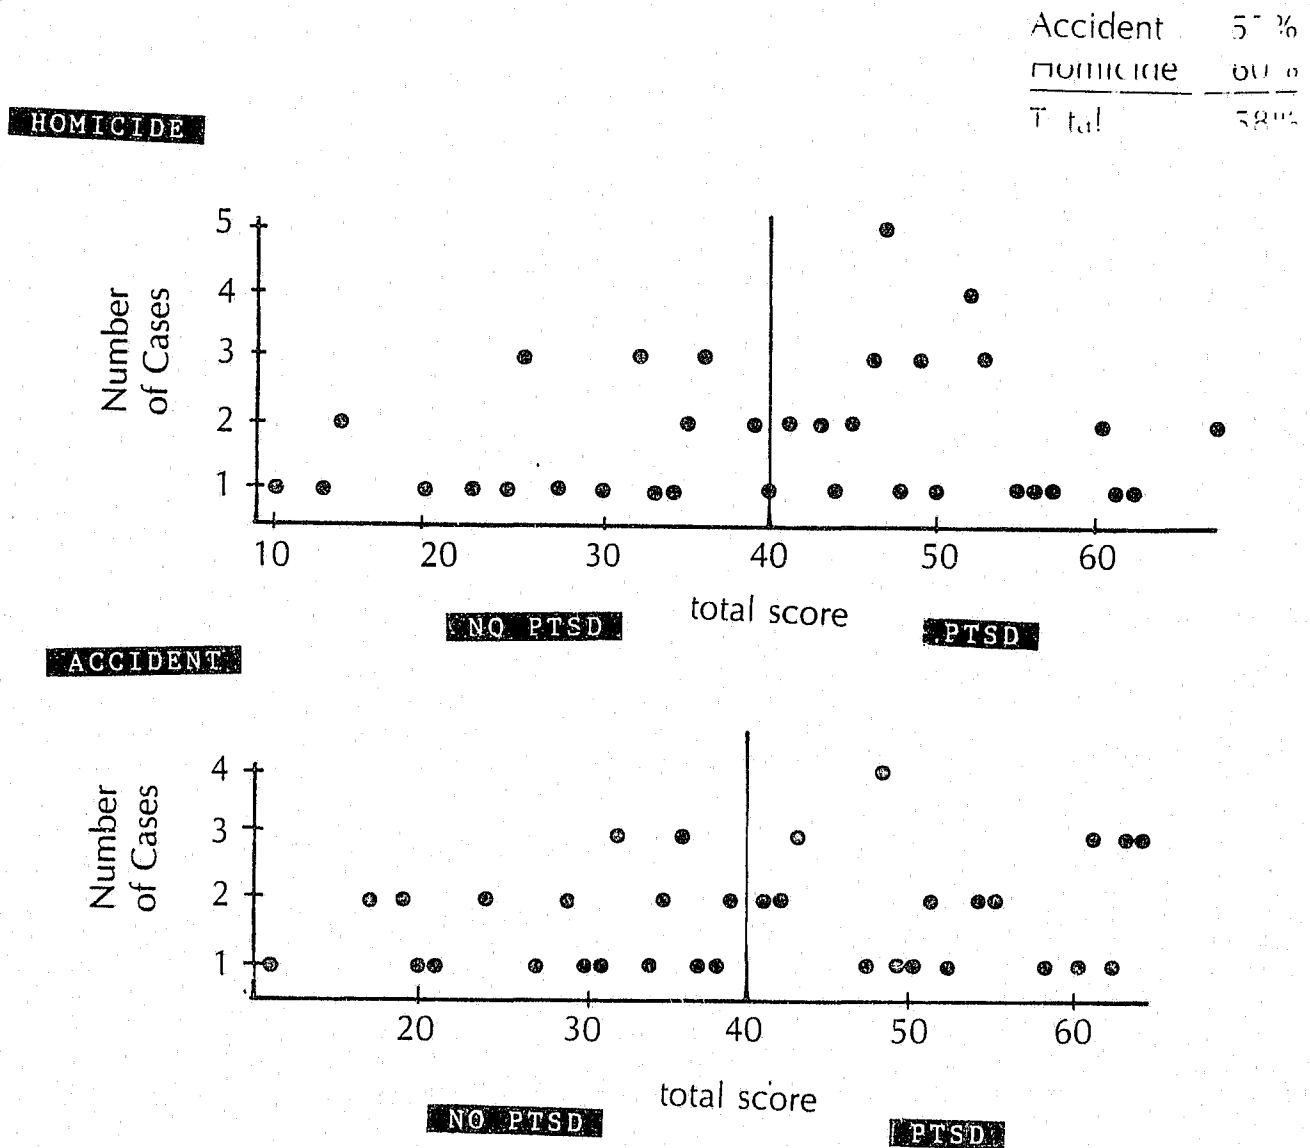 Accident
Homicide
HOMICIDE
Number of Cases
5
4
3
2
1
10 20 30 40 50 60
total score
NO PTSD PTSD
ACCIDENT
Number of Cases
4
3
2
1
20 30 40 50 60
total score
NO PTSD PTSD